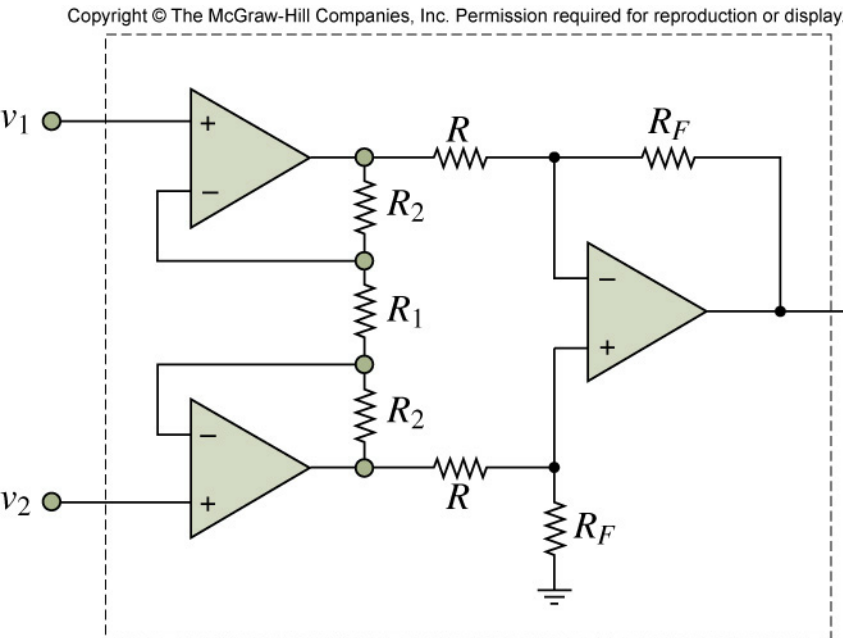 Copyright © The McGraw-Hill Companies, Inc. Permission required for reproduction or display.
v1
+
−
R
RF
R2
R1
−
+
R2
−
+
v2
R
RF